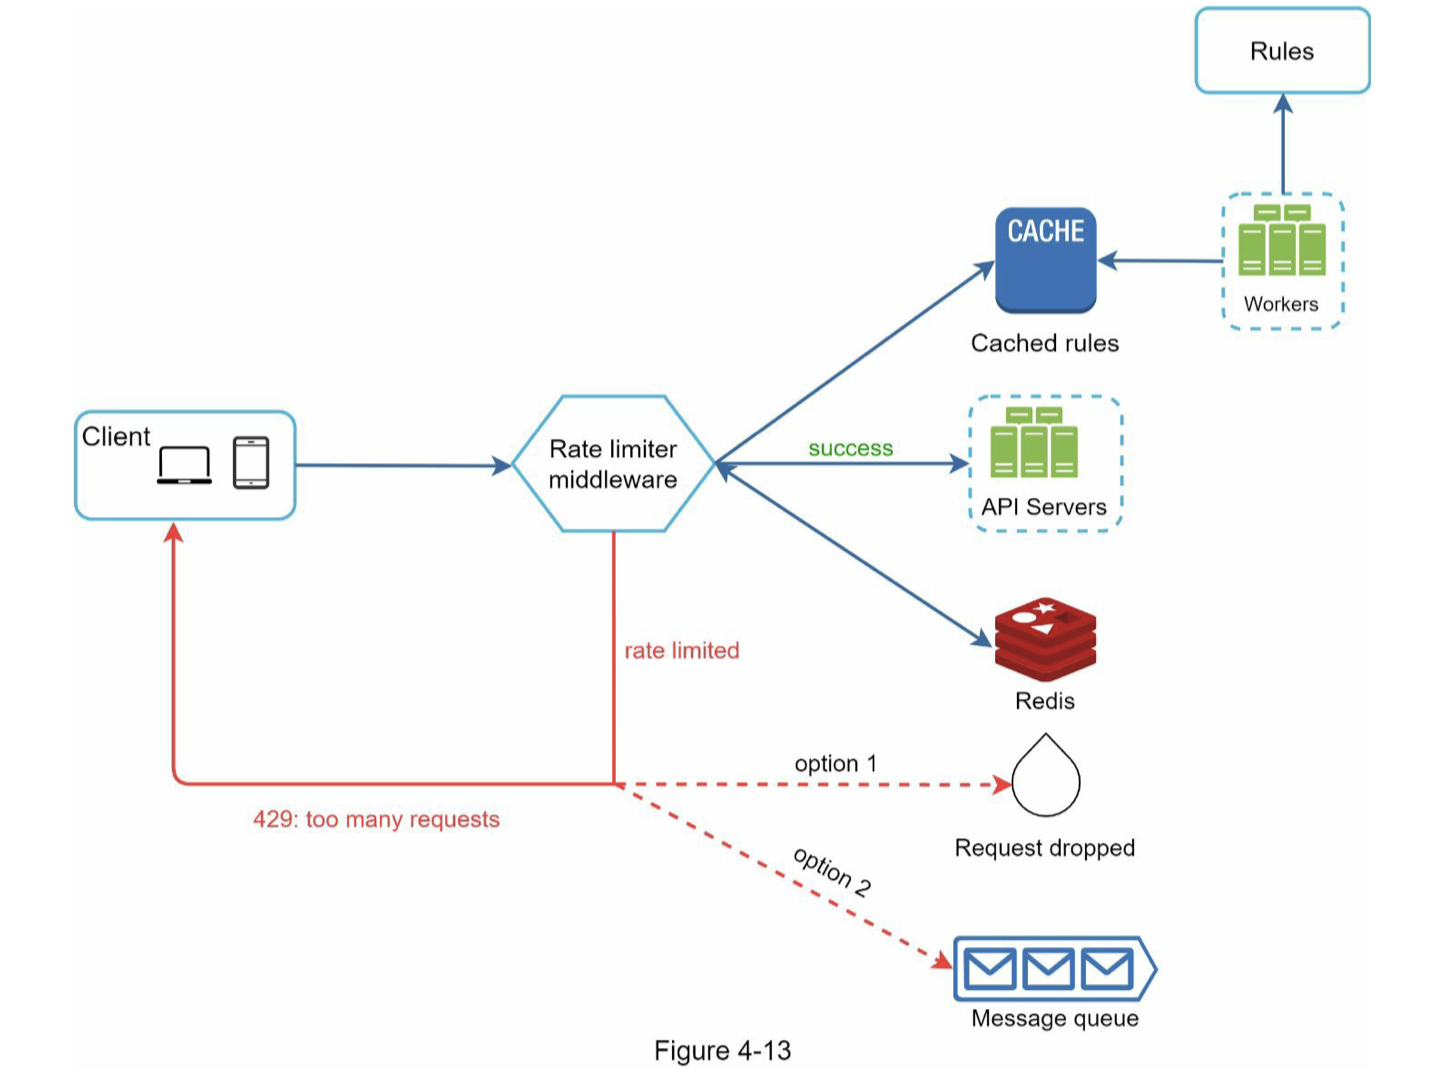 Rules
CACHE
Workers
Cached rules
Client
Rate limiter
middleware
success
API Servers
rate limited
Redis
option 1
429: too many requests
Request dropped
option 2
Message queue
Figure 4-13